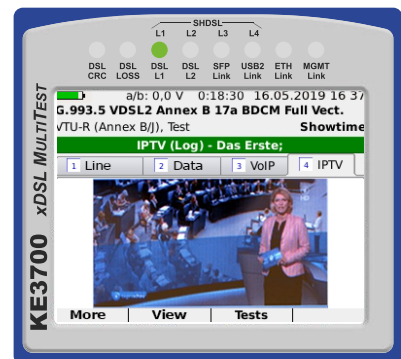 SHDSL
L1 L2 L3 L4
DSL CRC DSL LOSS DSL L1 DSL L2 SFP Link USB2 Link ETH Link MGMT Link
a/b: 0,0 V 0:18:30 16.05.2019 16 37
G.993.5 VDSL2 Annex B 17a BDCM Full Vect.
VTU-R (Annex B/J), Test Showtime
IPTV (Log) - Das Erste;
1 Line 2 Data 3 VoIP 4 IPTV
More View Tests
KE3700 xDSL MULTITEST